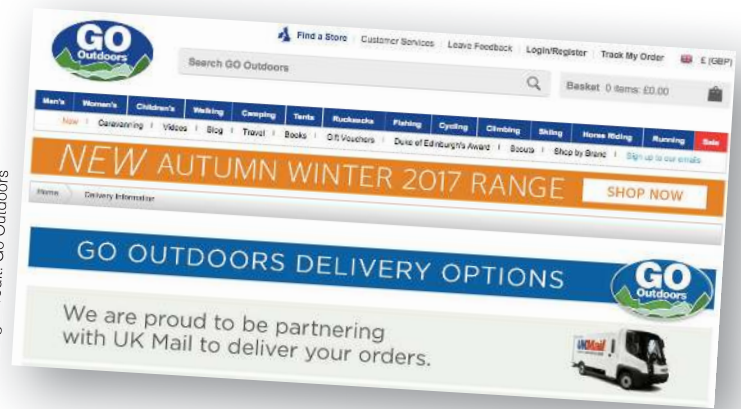 GO
Outdoors
Find a Store
Customer Services
Leave Feedback
Login/Register
Track My Order
£ (GBP)
Search GO Outdoors
Basket 0 items: £0.00
Men's Women's Children's Walking Camping Tents Rucksacks Fishing Cycling Climbing Skiing Horse Riding Running Sale
New Caravanning Videos Blog Travel Books Gift Vouchers Duke of Edinburgh's Award Scouts Shop by Brand Sign up to our emails
NEW AUTUMN WINTER 2017 RANGE
SHOP NOW
Home Delivery Information
GO OUTDOORS DELIVERY OPTIONS
GO
Outdoors
We are proud to be partnering
with UK Mail to deliver your orders.
UKMail
Go Outdoors